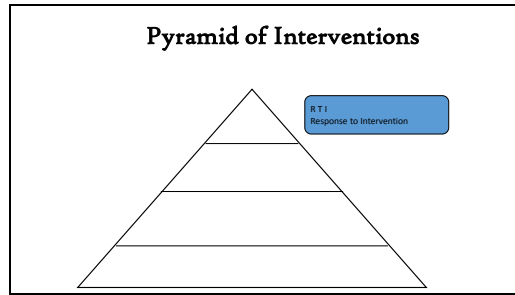 Pyramid of Interventions
R T I
Response to Intervention